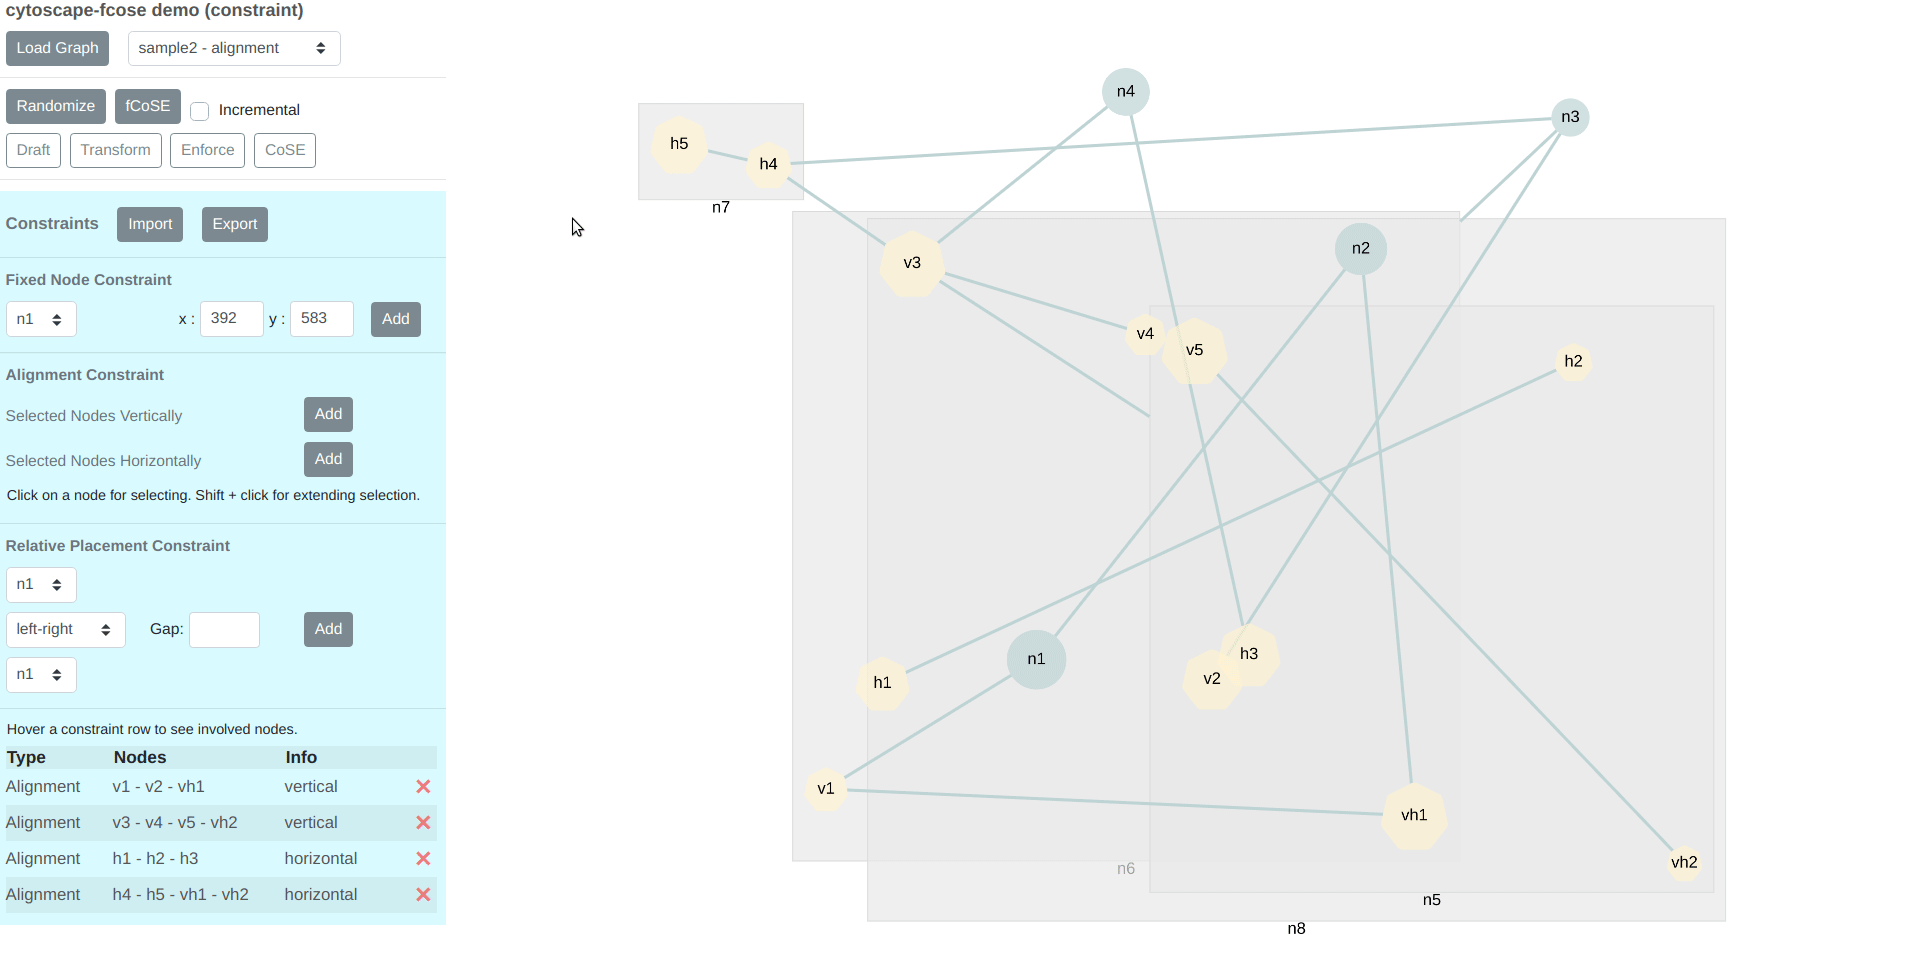 cytoscape-fcose demo (constraint)
Load Graph sample2 - alignment
Randomize fCoSE Incremental
Draft Transform Enforce CoSE
Constraints Import Export
Fixed Node Constraint
n1 x : 392 y : 583 Add
Alignment Constraint
Selected Nodes Vertically Add
Selected Nodes Horizontally Add
Click on a node for selecting. Shift + click for extending selection.
Relative Placement Constraint
n1
left-right Gap: Add
n1
Hover a constraint row to see involved nodes.
Type Nodes Info
Alignment v1 - v2 - vh1 vertical
Alignment v3 - v4 - v5 - vh2 vertical
Alignment h1 - h2 - h3 horizontal
Alignment h4 - h5 - vh1 - vh2 horizontal
n4
n3
h5
h4
n7
n2
v3
v4
v5
h2
h3
n1
v2
h1
v1
vh1
vh2
n6
n5
n8